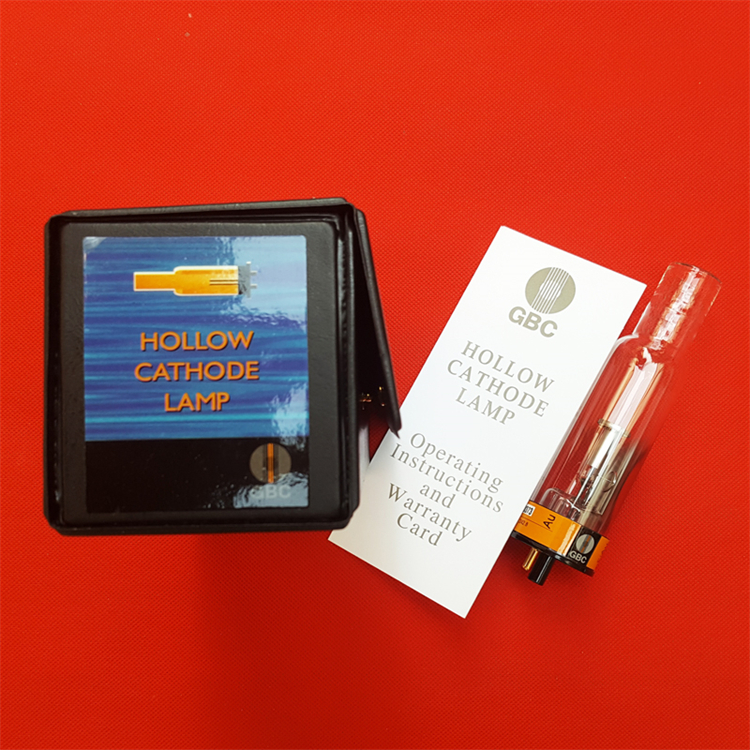 HOLLOW
CATHODE
LAMP
GBC
GBC
HOLLOW
CATHODE
LAMP
Operating
Instructions
and
Warranty
Card
Au
GBC